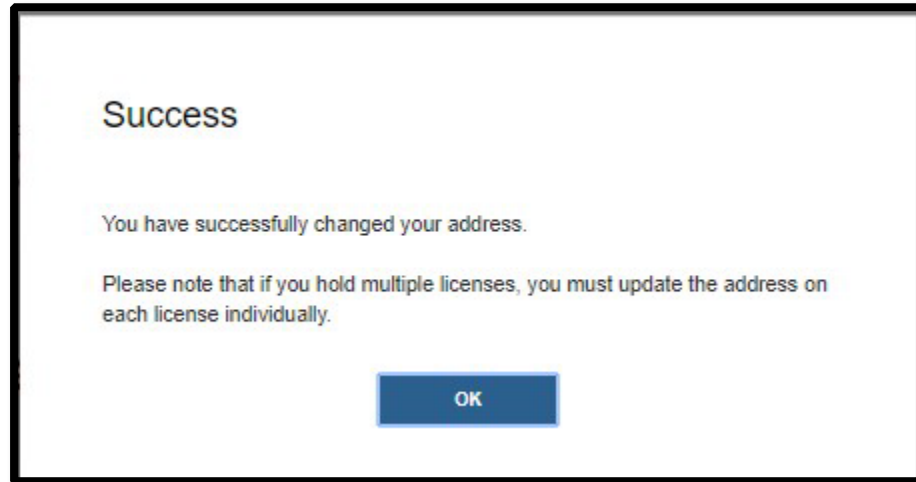 Success
You have successfully changed your address.
Please note that if you hold multiple licenses, you must update the address on
each license individually.
OK